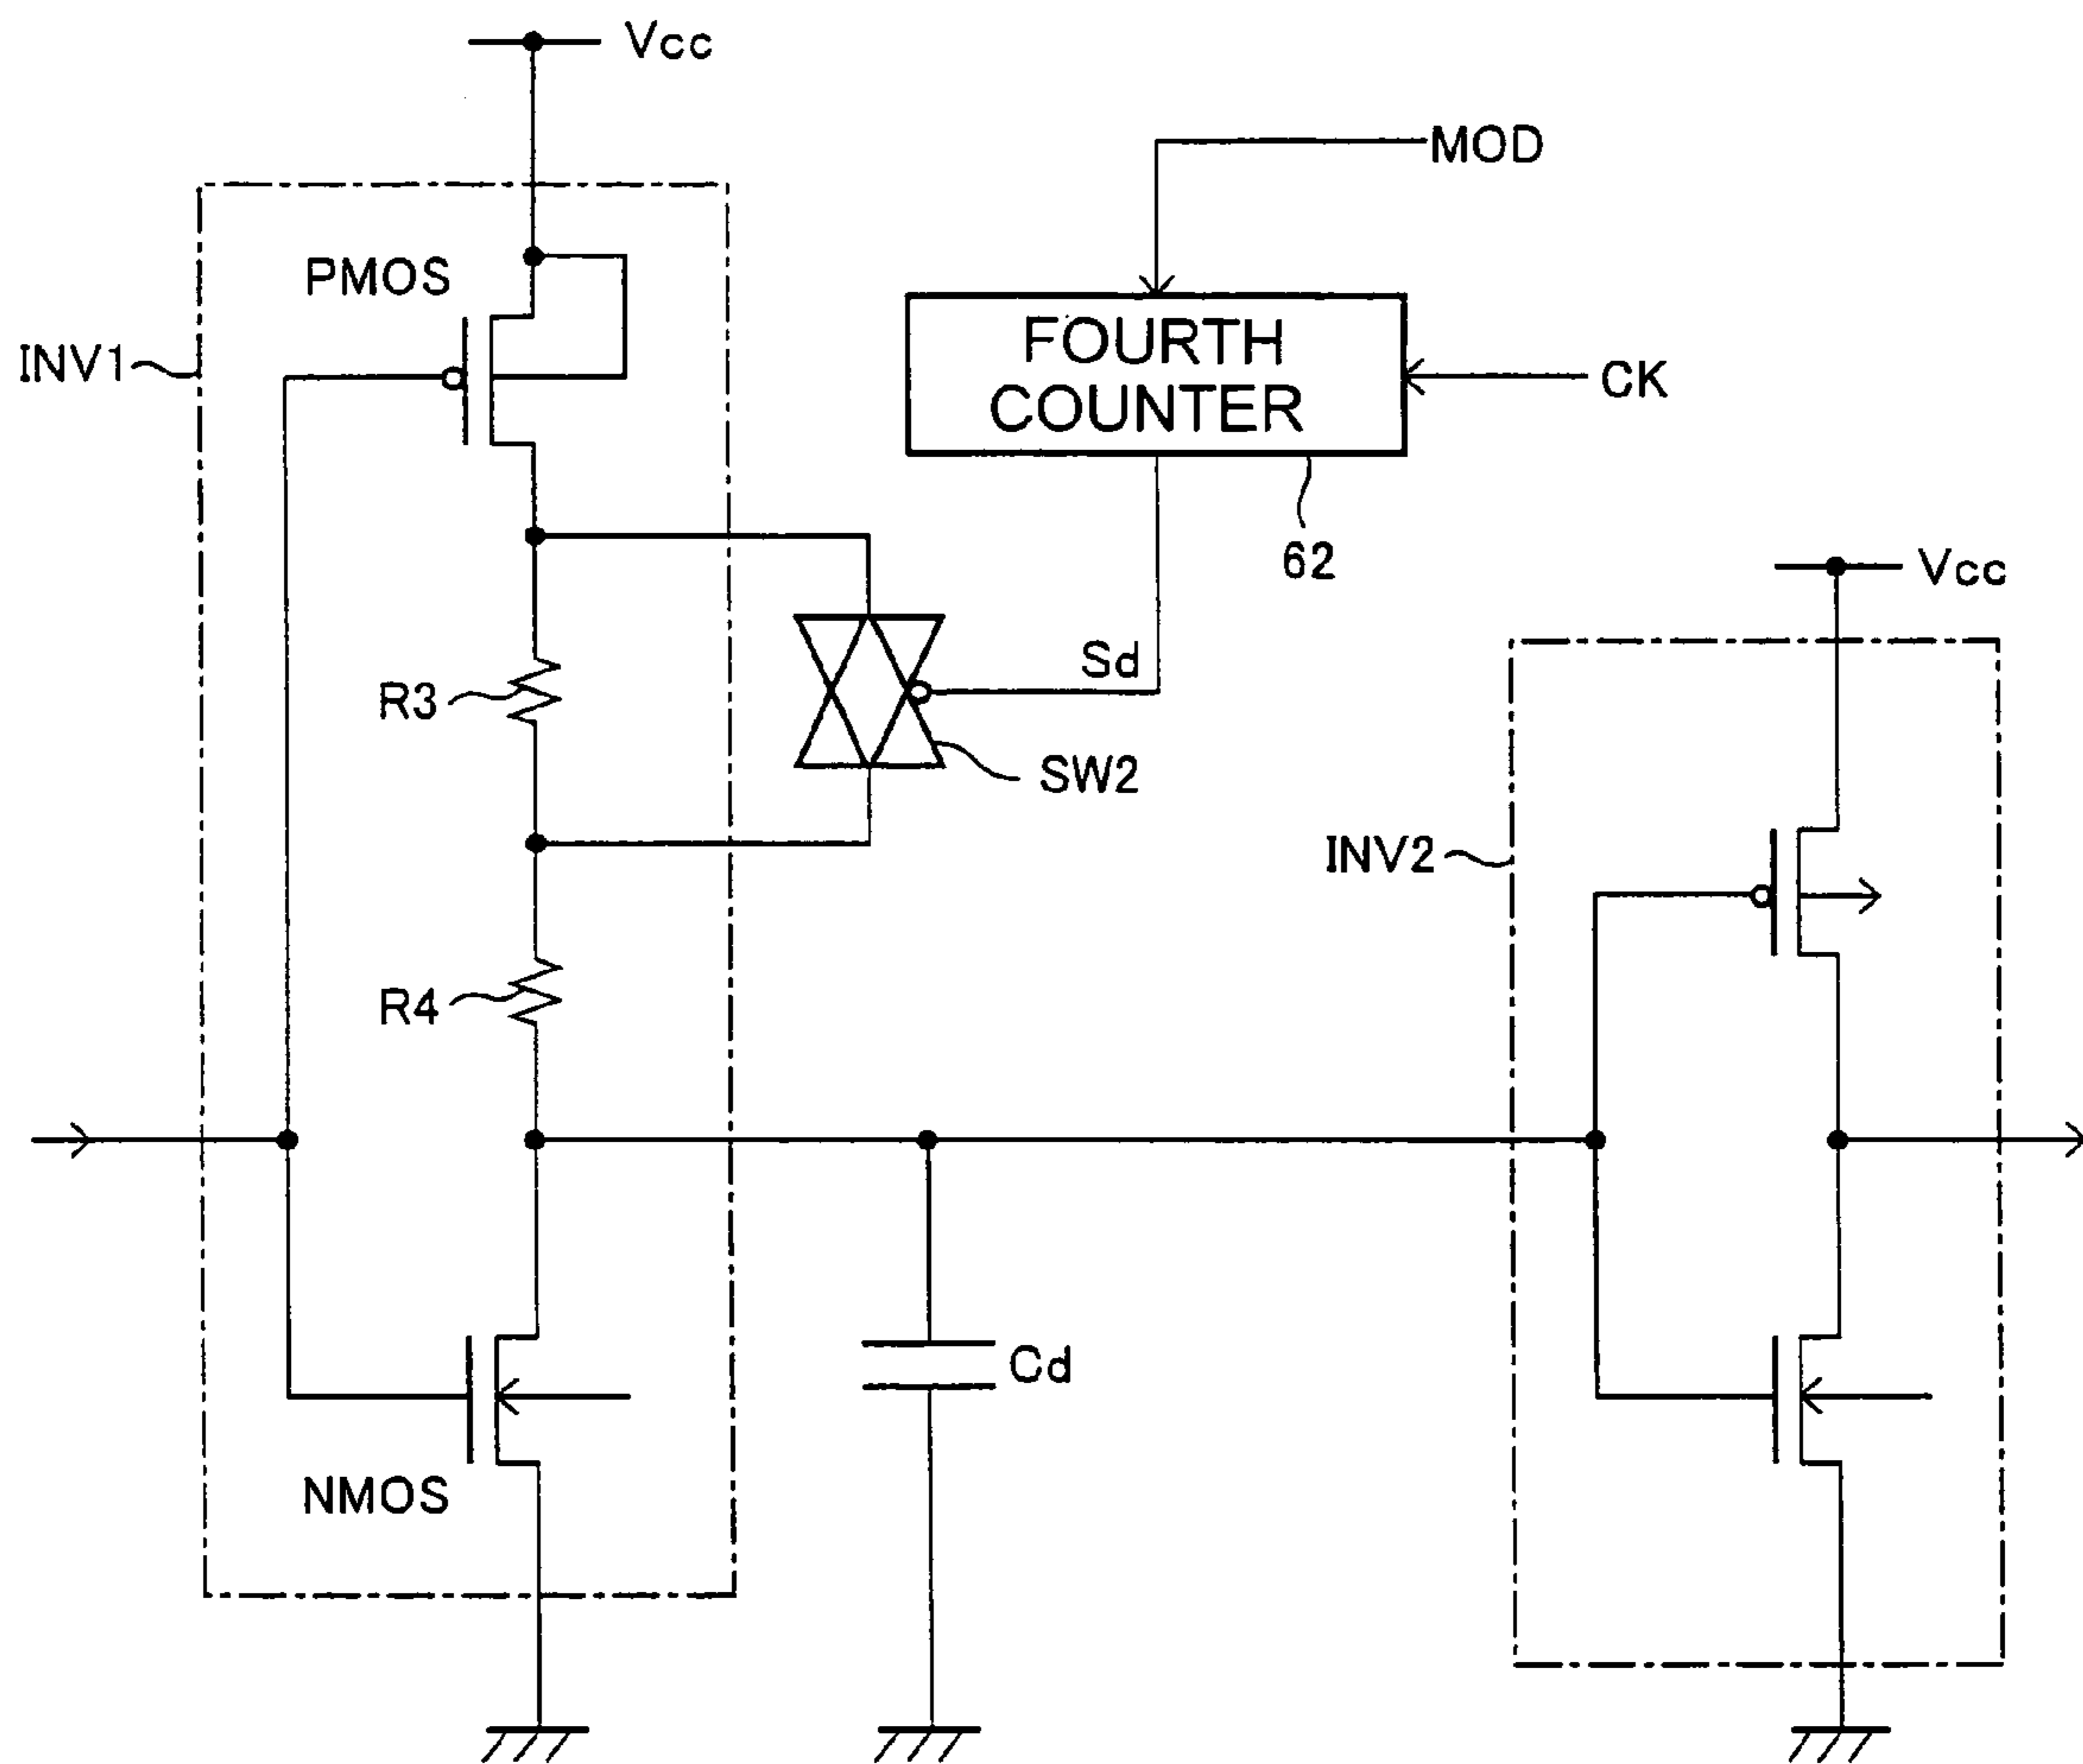 Vcc
MOD
PMOS
INV1
FOURTH
COUNTER
CK
62
Vcc
Sd
R3
SW2
INV2
R4
Cd
NMOS